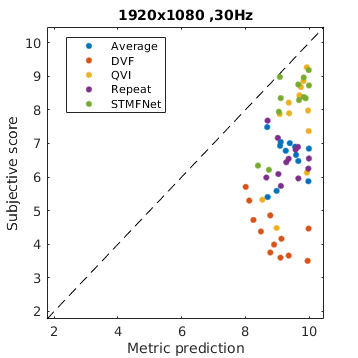 1920x1080 ,30Hz
Average
DVF
QVI
Repeat
STMFNet
Subjective score
10
9
8
7
6
5
4
3
2
2
4
6
8
10
Metric prediction